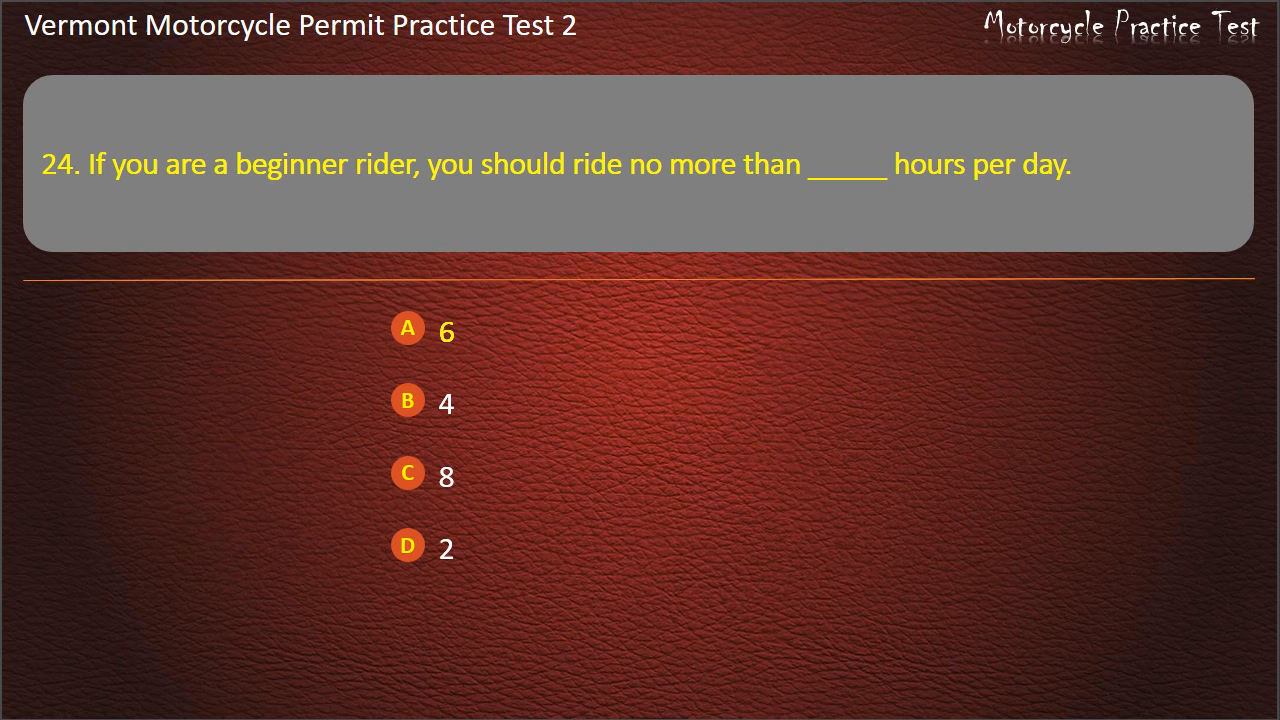 Vermont Motorcycle Permit Practice Test 2
Motorcycle Practice Test
24. If you are a beginner rider, you should ride no more than _____ hours per day.
A 6
B 4
C 8
D 2